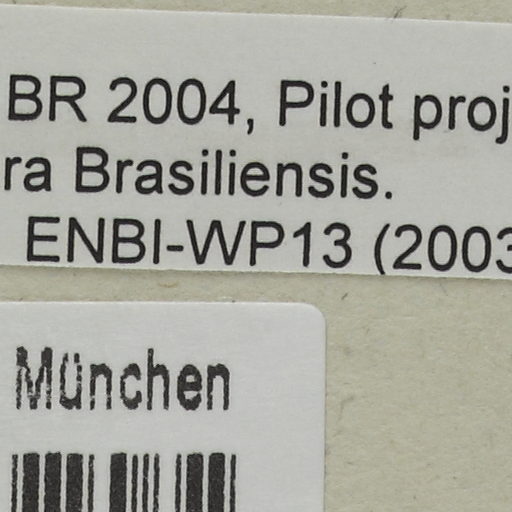 BR 2004, Pilot proj
ra Brasiliensis.
ENBI-WP13 (2003
München